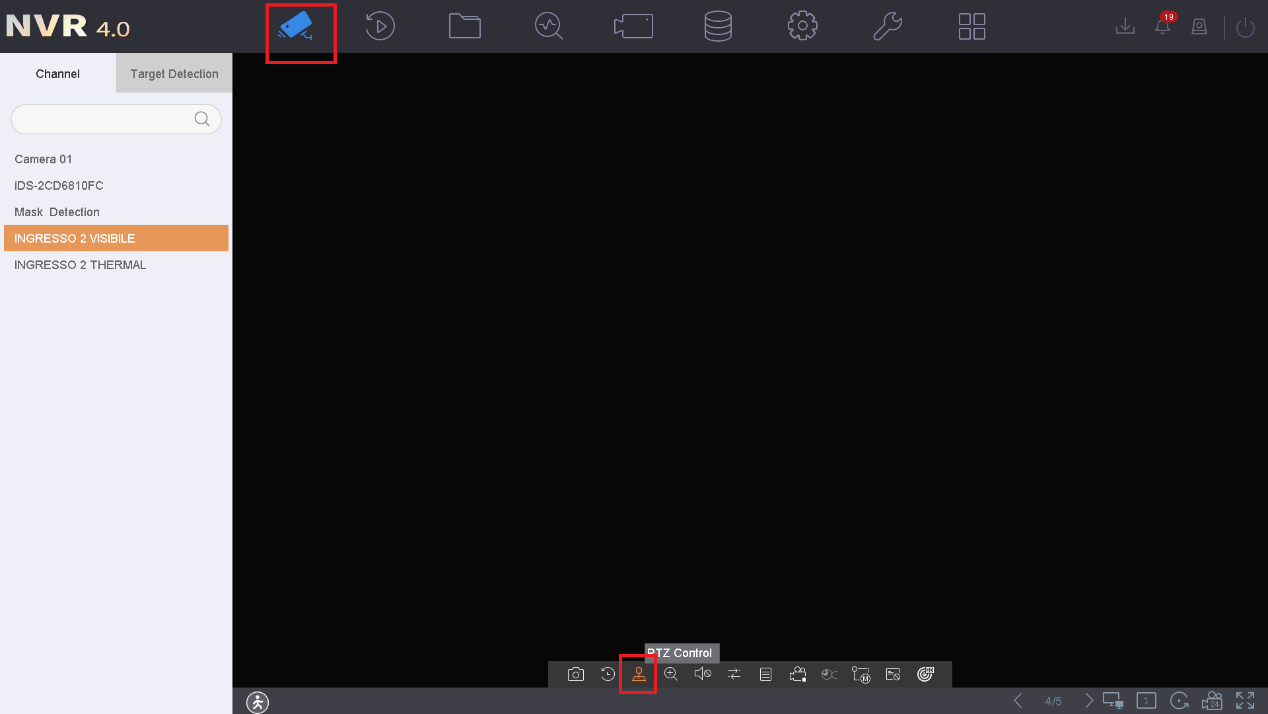 NVR 4.0
19
Channel
Target Detection
Camera 01
iDS-2CD6810FC
Mask Detection
INGRESSO 2 VISIBILE
INGRESSO 2 THERMAL
PTZ Control
M
4/5
1
24